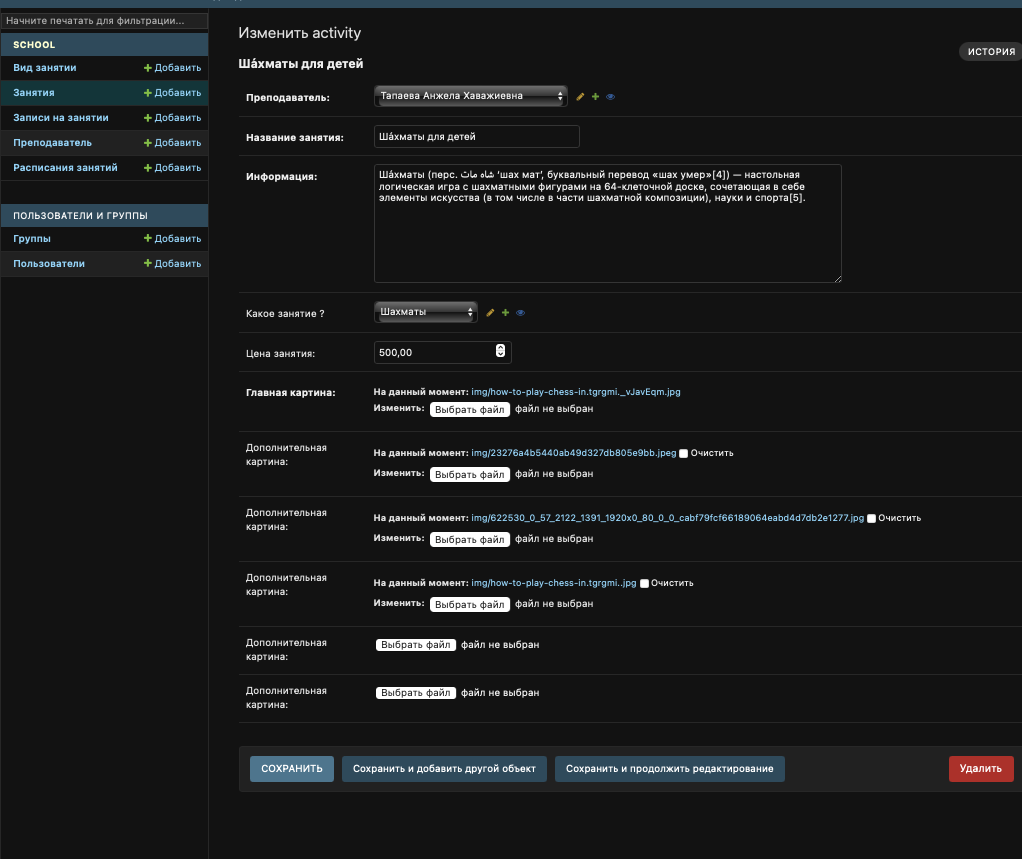 Начните печатать для фильтрации...
SCHOOL
Вид занятии + Добавить
Занятия + Добавить
Записи на занятии + Добавить
Преподаватель + Добавить
Расписания занятий + Добавить
ПОЛЬЗОВАТЕЛИ И ГРУППЫ
Группы + Добавить
Пользователи + Добавить
Изменить activity
ИСТОРИЯ
Ша́хматы для детей
Преподаватель: Тапаева Анжела Хаважиевна
Название занятия: Ша́хматы для детей
Информация:
Ша́хматы (перс. شاه مات‎ ‘шах мат’, буквальный перевод «шах умер»[4]) — настольная
логическая игра с шахматными фигурами на 64-клеточной доске, сочетающая в себе
элементы искусства (в том числе в части шахматной композиции), науки и спорта[5].
Какое занятие ? Шахматы
Цена занятия: 500,00
Главная картина: На данный момент: img/how-to-play-chess-in.tgrgmi._vJavEqm.jpg
Изменить: Выбрать файл файл не выбран
Дополнительная
картина:
На данный момент: img/23276a4b5440ab49d327db805e9bb.jpeg Очистить
Изменить: Выбрать файл файл не выбран
Дополнительная
картина:
На данный момент: img/622530_0_57_2122_1391_1920x0_80_0_0_cabf79fcf66189064eabd4d7db2e1277.jpg Очистить
Изменить: Выбрать файл файл не выбран
Дополнительная
картина:
На данный момент: img/how-to-play-chess-in.tgrgmi..jpg Очистить
Изменить: Выбрать файл файл не выбран
Дополнительная
картина:
Выбрать файл файл не выбран
Дополнительная
картина:
Выбрать файл файл не выбран
СОХРАНИТЬ Сохранить и добавить другой объект Сохранить и продолжить редактирование Удалить